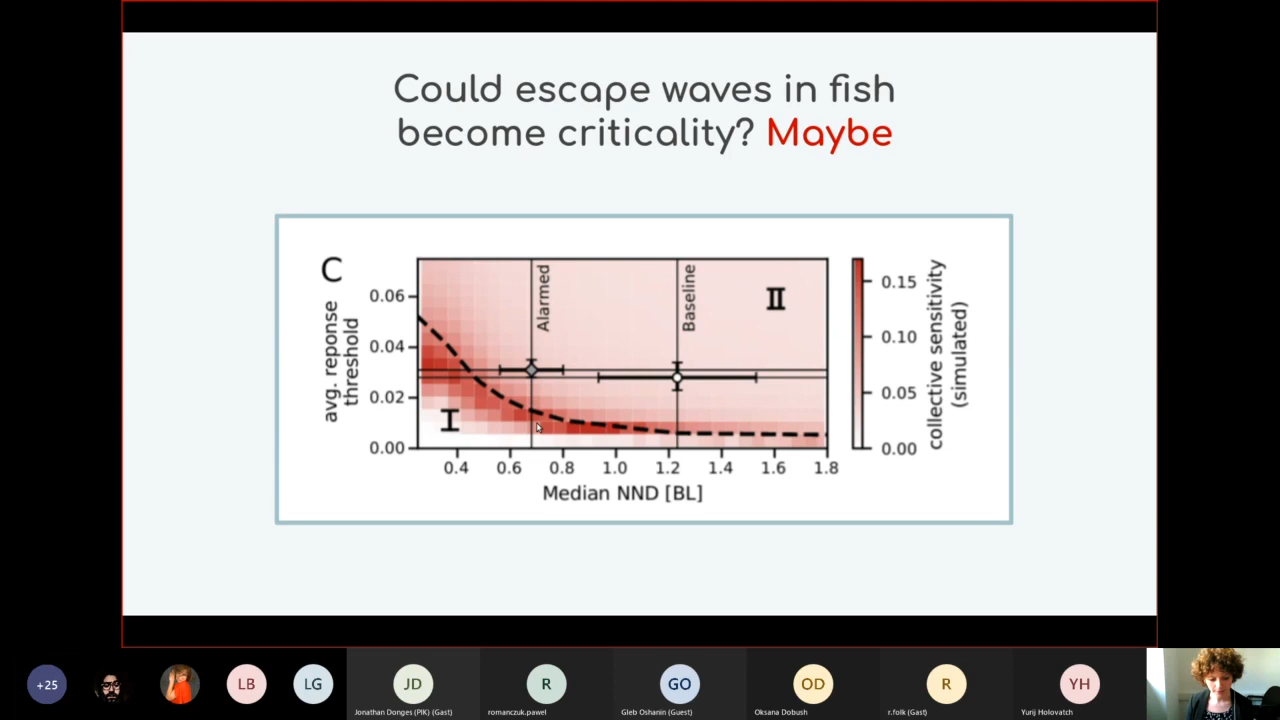 Could escape waves in fish
become criticality? Maybe
C
avg. reponse
threshold
0.06
0.04
0.02
0.00
Alarmed
Baseline
I
II
0.4 0.6 0.8 1.0 1.2 1.4 1.6 1.8
Median NND [BL]
0.15
0.10
0.05
0.00
collective sensitivity
(simulated)
+25
LB
LG
JD
Jonathan Donges (PIK) (Gast)
R
romanczuk.pawel
GO
Gleb Oshanin (Guest)
OD
Oksana Dobush
R
r.folk (Gast)
YH
Yurij Holovatch